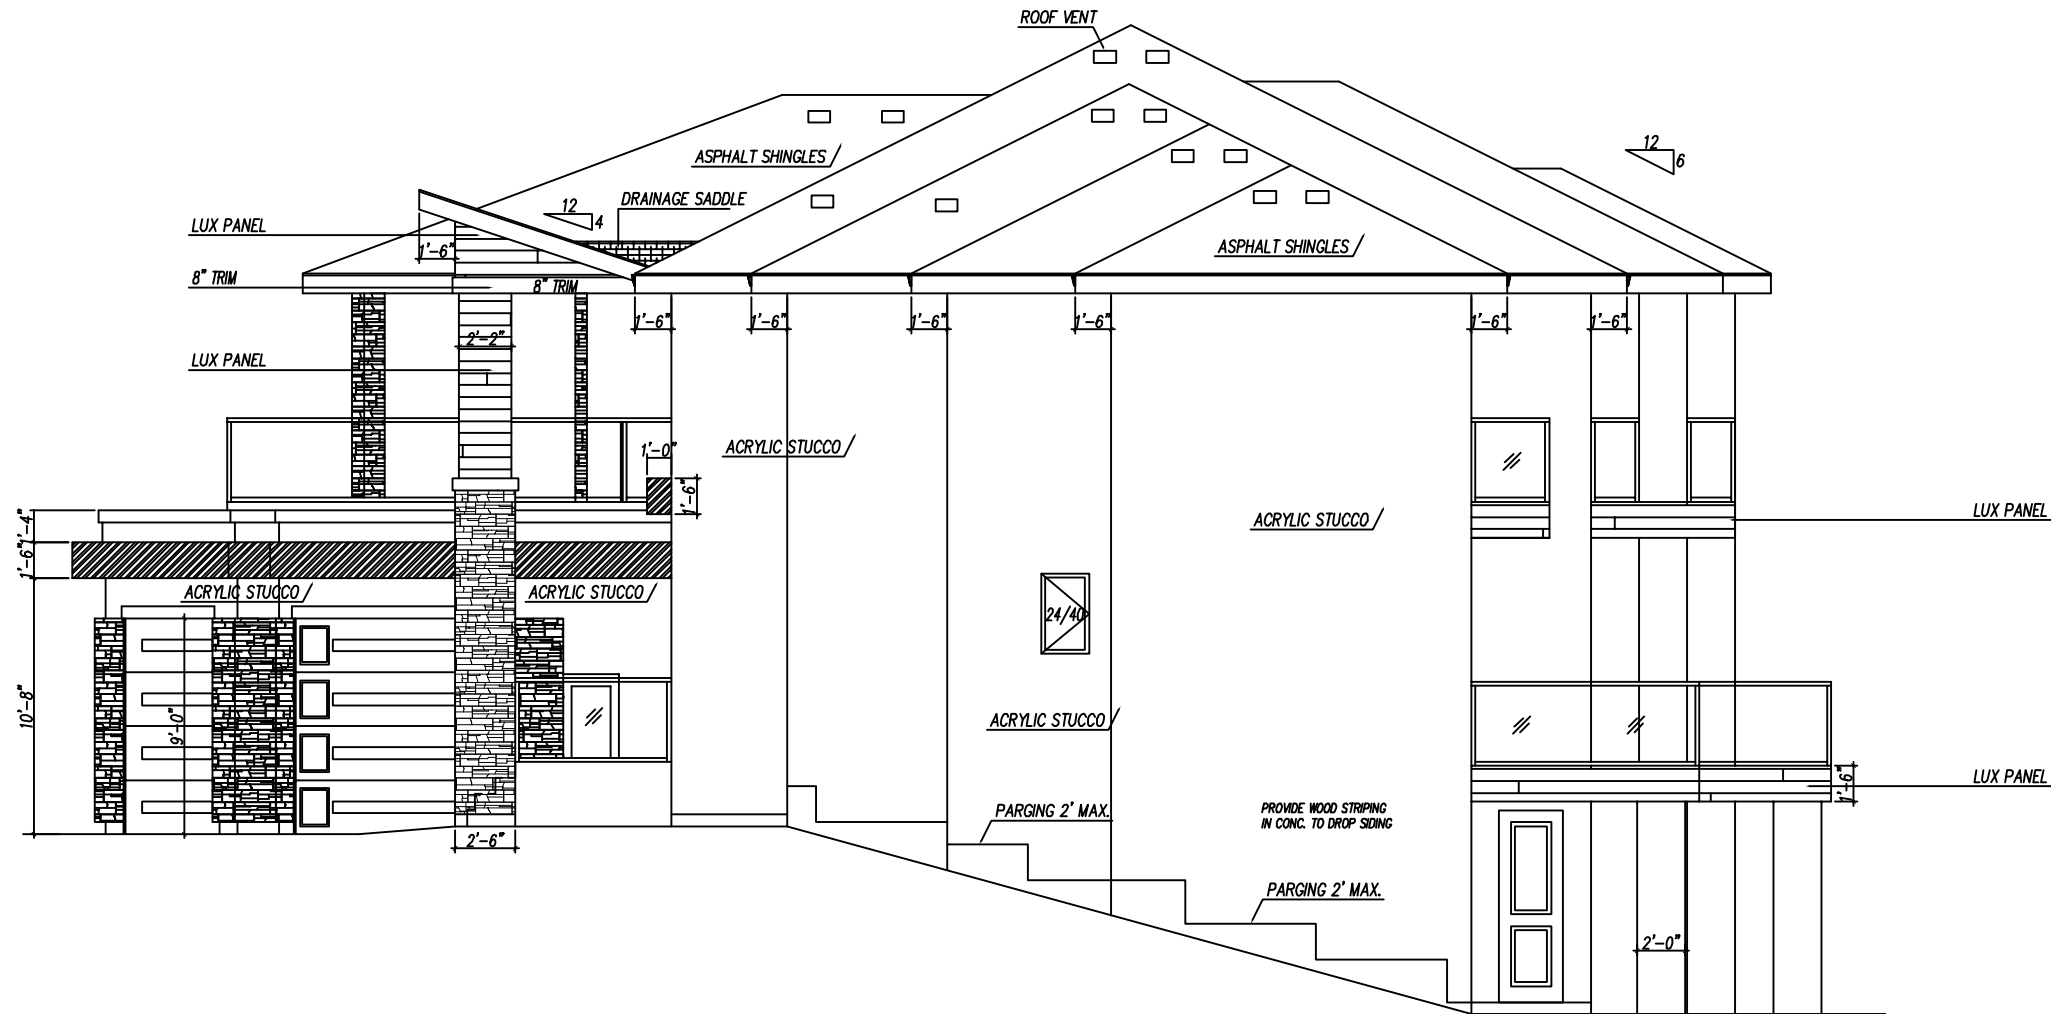 ROOF VENT
12
6
ASPHALT SHINGLES
DRAINAGE SADDLE
12
4
LUX PANEL
1'-6"
ASPHALT SHINGLES
8" TRIM
8" TRIM
1'-6"
1'-6"
1'-6"
1'-6"
1'-6"
1'-6"
2'-2"
LUX PANEL
ACRYLIC STUCCO
1'-0"
1'-6"
ACRYLIC STUCCO
LUX PANEL
1'-4"
1'-6"
ACRYLIC STUCCO
ACRYLIC STUCCO
24/40
10'-8"
9'-0"
ACRYLIC STUCCO
LUX PANEL
1'-6"
PARGING 2' MAX.
PROVIDE WOOD STRIPING
IN CONC. TO DROP SIDING
2'-6"
PARGING 2' MAX.
2'-0"